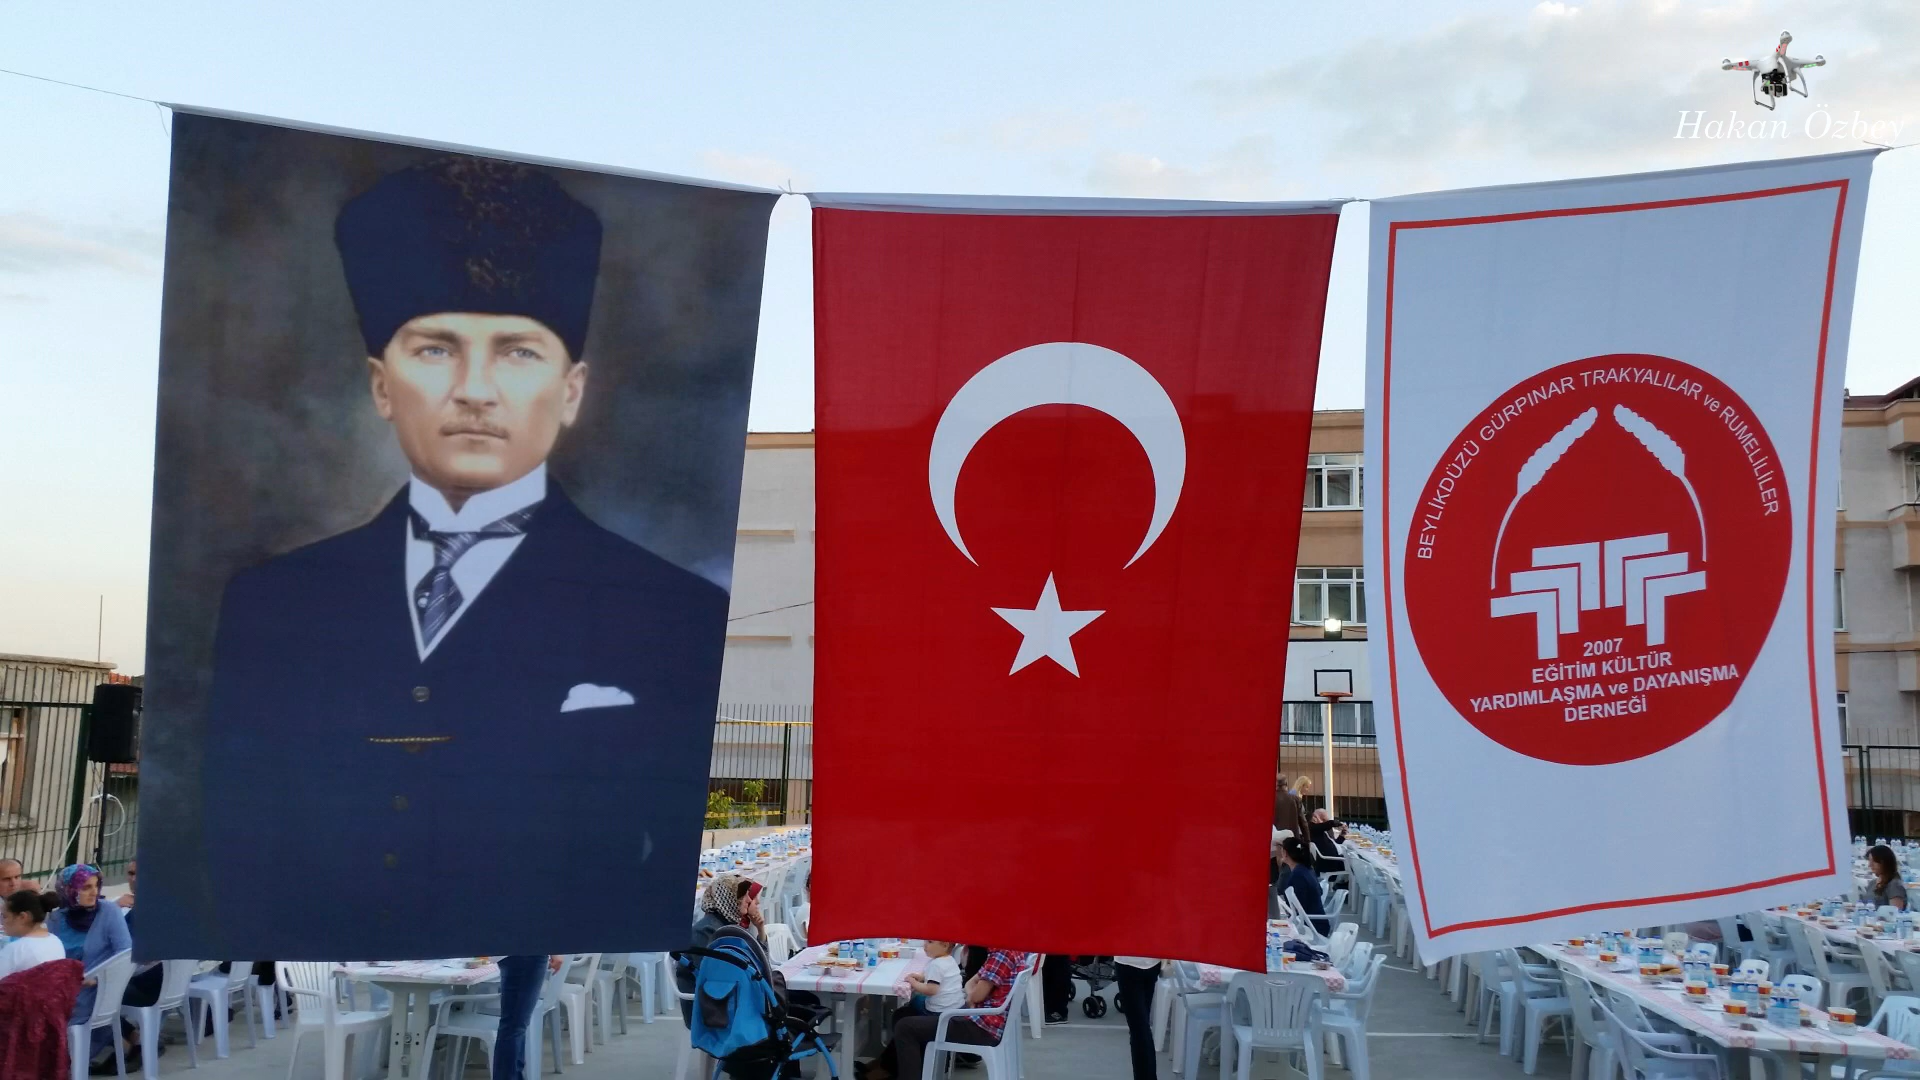 Hakan Özbey
BEYLİKDÜZÜ GÜRPINAR TRAKYALILAR ve RUMELİLİLER
2007
EĞİTİM KÜLTÜR
YARDIMLAŞMA ve DAYANIŞMA
DERNEĞİ